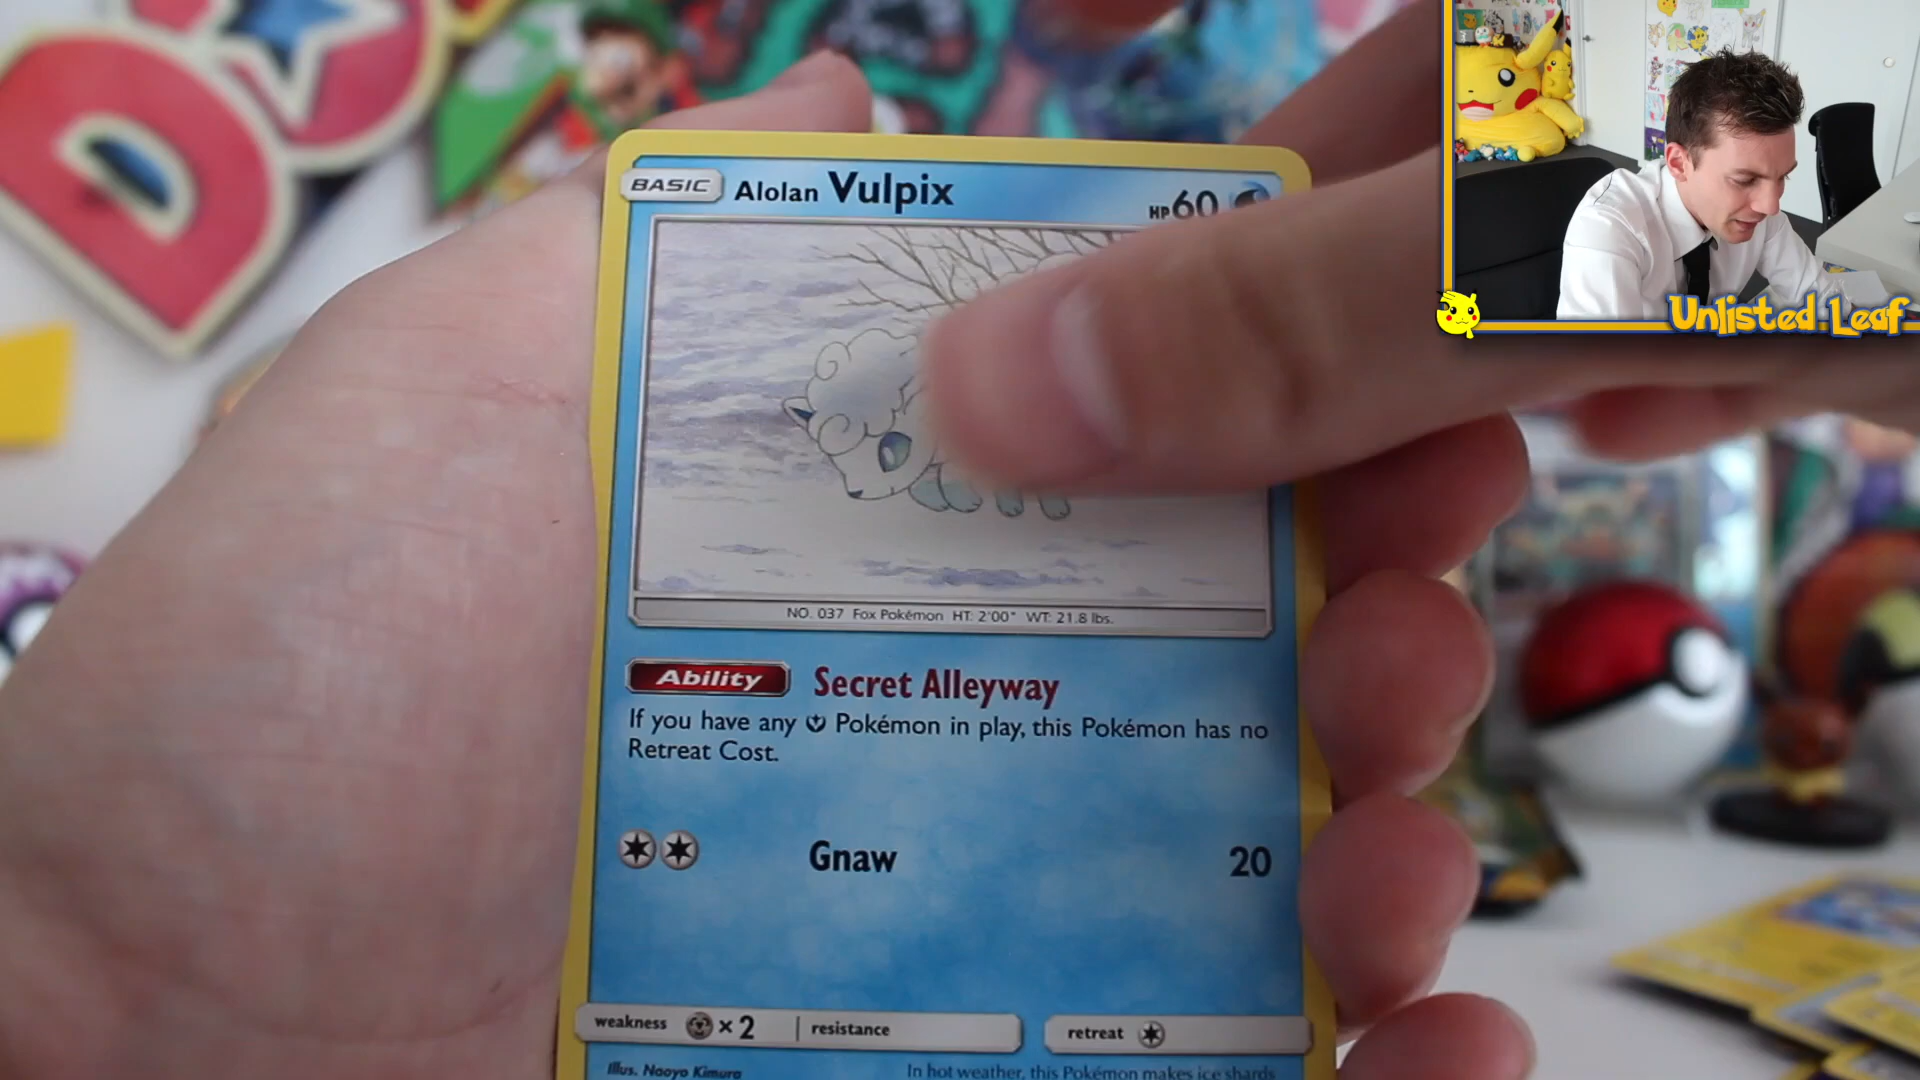 BASIC Alolan Vulpix HP 60
NO. 037 Fox Pokémon HT: 2'00" WT: 21.8 lbs.
Ability Secret Alleyway
If you have any Pokémon in play, this Pokémon has no
Retreat Cost.
Gnaw 20
weakness ×2 resistance retreat
Illus. Naoyo Kimura In hot weather, this Pokémon makes ice shards
Unlisted Leaf